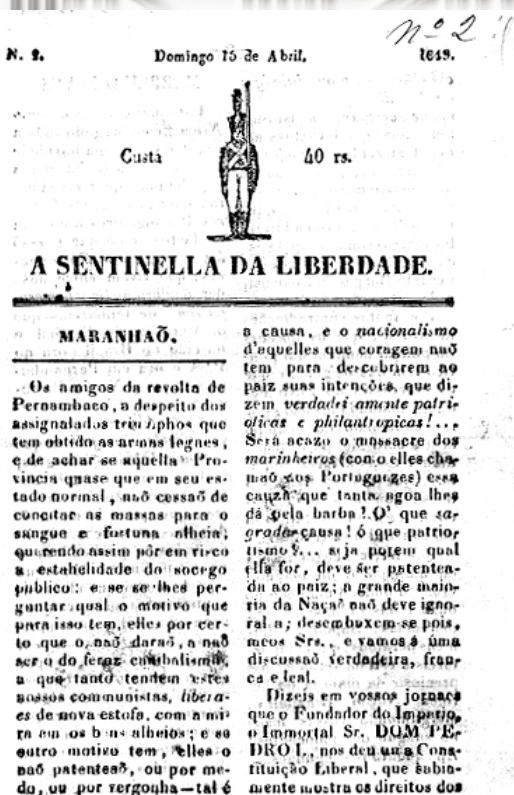 nº 2
N. 2. Domingo 15 de Abril. 1849.
Custa 40 rs.
A SENTINELLA DA LIBERDADE.
MARANHAÕ.
Os amigos da revolta de
Pernambuco, a despeito dos
assignalados triumphos que
tem obtido as armas legaes,
e de achar se aquella Pro-
vincia quase que em seu es-
tado normal, naõ cessaõ de
concitar as massas para o
sangue e fortuna alheia,
querendo assim pôr em risco
a estabelidade do socego
publico: e se se lhes per-
guntar qual o motivo que
para isso tem, elles por cer-
to que o naõ daraõ, a naõ
ser o do feroz canibalismo,
a que tanto tendem estes
nossos communistas, libera-
es de nova estofa, com a mi-
ra em os bens alheios; e se
outro motivo tem, elles o
naõ patenteaõ, ou por me-
do, ou por vergonha—tal é
a causa, e o nacionalismo
d'aquelles que coragem naõ
tem para descobrirem ao
paiz suas intenções, que di-
zem verdadeiramente patri-
oticas e philantropicas!...
Será acazo o massacre dos
marinheiros (como elles cha-
maõ aos Portuguezes) essa
cauza que tanta agoa lhes
dá pela barba! O' que sa-
grada causa! ó que patrio-
tismo!... seja porem qual
ella for, deve ser patentea-
da ao paiz; a grande maio-
ria da Naçaõ naõ deve igno-
ral a; desembuxem-se pois,
meos Srs., e vamos á uma
discussaõ verdadeira, fran-
ca e leal.
Dizeis em vossos jornaes
que o Fundador do Imperio,
o Immortal Sr. DOM PE-
DRO I., nos deu uma Cons-
tituição Liberal, que sabia-
mente mostra os direitos dos